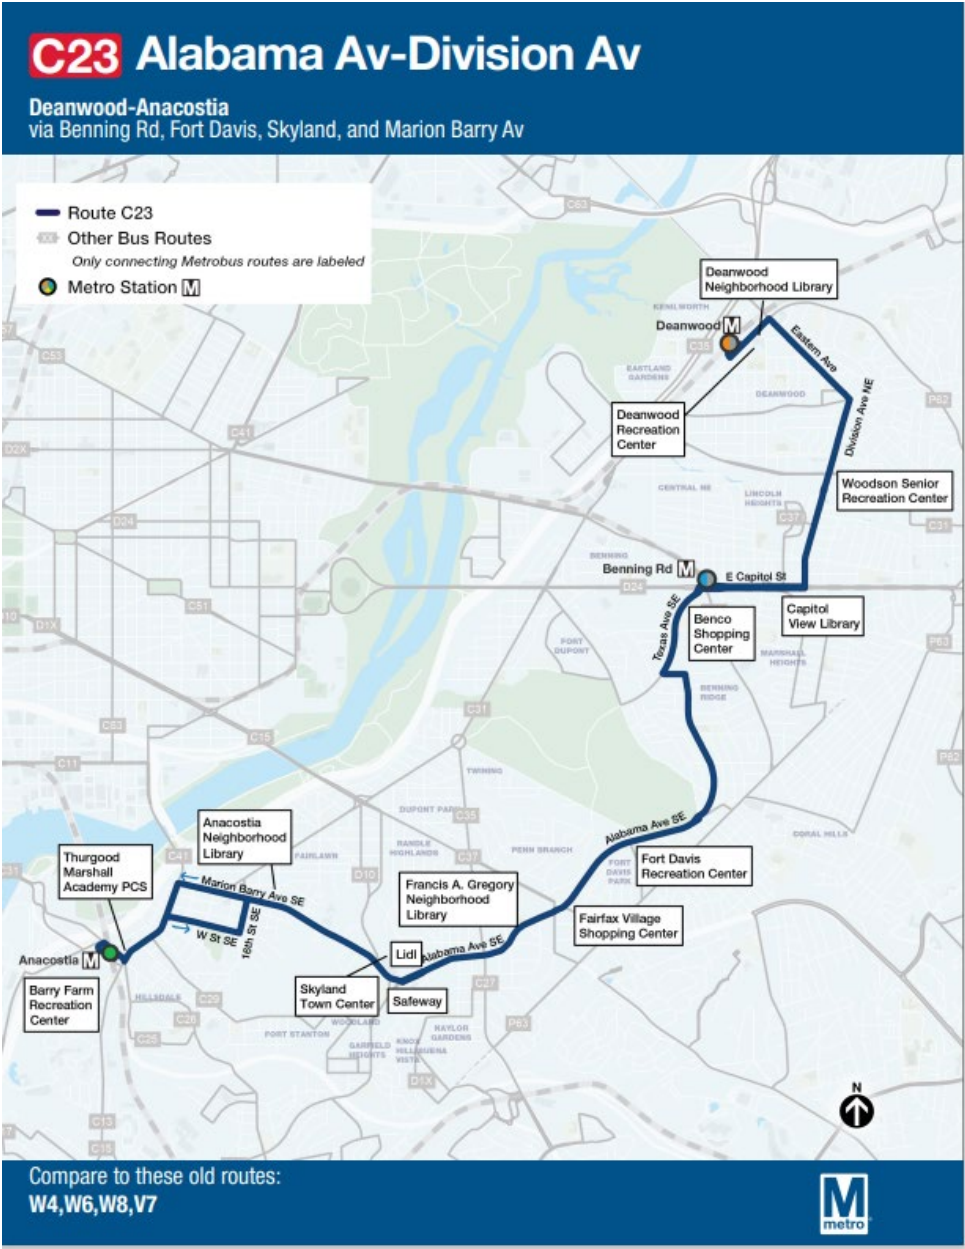 C23 Alabama Av-Division Av
Deanwood-Anacostia
via Benning Rd, Fort Davis, Skyland, and Marion Barry Av
Route C23
XX Other Bus Routes
Only connecting Metrobus routes are labeled
Metro Station M
C63
Deanwood
Neighborhood Library
KENILWORTH
Deanwood M
C35
Eastern Ave
C53
EASTLAND
GARDENS
DEANWOOD
Division Ave NE
P62
Deanwood
Recreation
Center
C41
D2X
Woodson Senior
Recreation Center
CENTRAL NE
LINCOLN
HEIGHTS
C37
D24
C31
BENNING
Benning Rd M
E Capitol St
D24
C51
D1X
Texas Ave SE
Benco
Shopping
Center
Capitol
View Library
FORT
DUPONT
MARSHALL
HEIGHTS
P63
BENNING
RIDGE
C31
C63
C15
C11
P62
TWINING
DUPONT PARK
C35
Alabama Ave SE
CORAL HILLS
Anacostia
Neighborhood
Library
RANDLE
HIGHLANDS
C37
PENN BRANCH
FAIRLAWN
C41
D10
Thurgood
Marshall
Academy PCS
FORT
DAVIS
PARK
Fort Davis
Recreation Center
C31
Marion Barry Ave SE
Francis A. Gregory
Neighborhood
Library
Fairfax Village
Shopping Center
W St SE
16th St SE
Alabama Ave SE
Lidl
Anacostia M
Barry Farm
Recreation
Center
Skyland
Town Center
Safeway
C27
HILLSDALE
C29
C26
C25
WOODLAND
FORT STANTON
GARFIELD
HEIGHTS
KNOX
HILL/BUENA
VISTA
NAYLOR
GARDENS
P63
D1X
N
C13
C15
Compare to these old routes:
W4,W6,W8,V7
M
metro